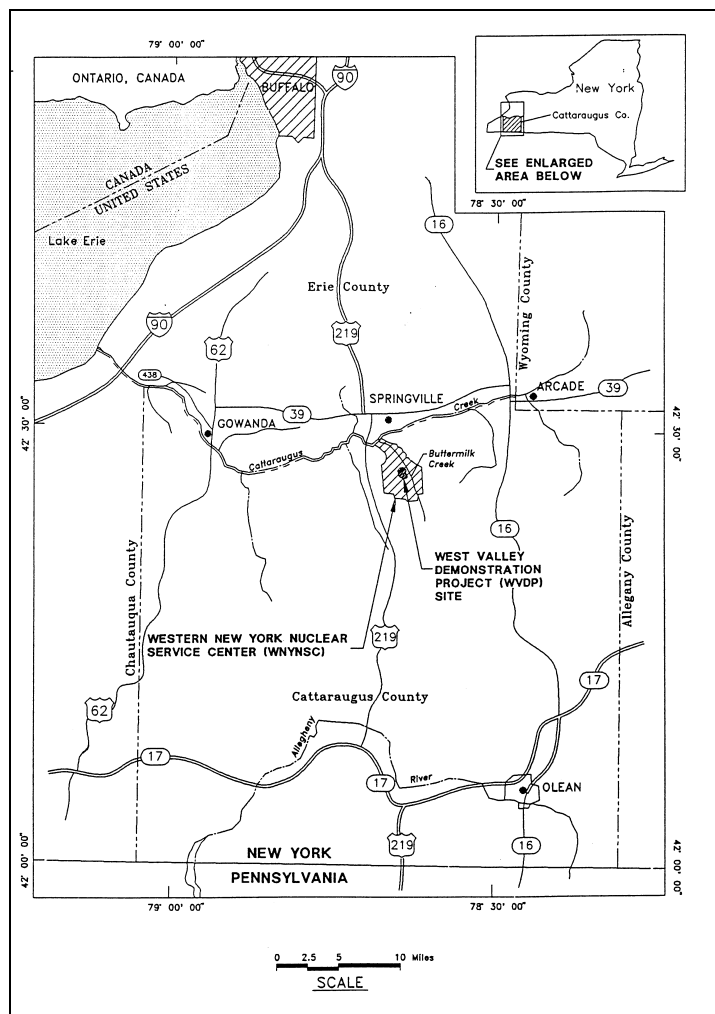 79° 00' 00"
ONTARIO, CANADA
BUFFALO
90
New York
Cattaraugus Co.
SEE ENLARGED
AREA BELOW
CANADA
UNITED STATES
78° 30' 00"
16
Lake Erie
Erie County
Wyoming County
90
219
62
438
SPRINGVILLE
ARCADE
39
Creek
39
42° 30' 00"
GOWANDA
42° 30' 00"
Cattaraugus
Buttermilk
Creek
16
WEST VALLEY
DEMONSTRATION
PROJECT (WVDP)
SITE
Chautauqua County
Allegany County
WESTERN NEW YORK NUCLEAR
SERVICE CENTER (WNYNSC)
219
17
Cattaraugus County
62
Allegheny
17
17
River
OLEAN
219
16
42° 00' 00"
NEW YORK
42° 00' 00"
PENNSYLVANIA
79° 00' 00"
78° 30' 00"
0 2.5 5 10 Miles
SCALE